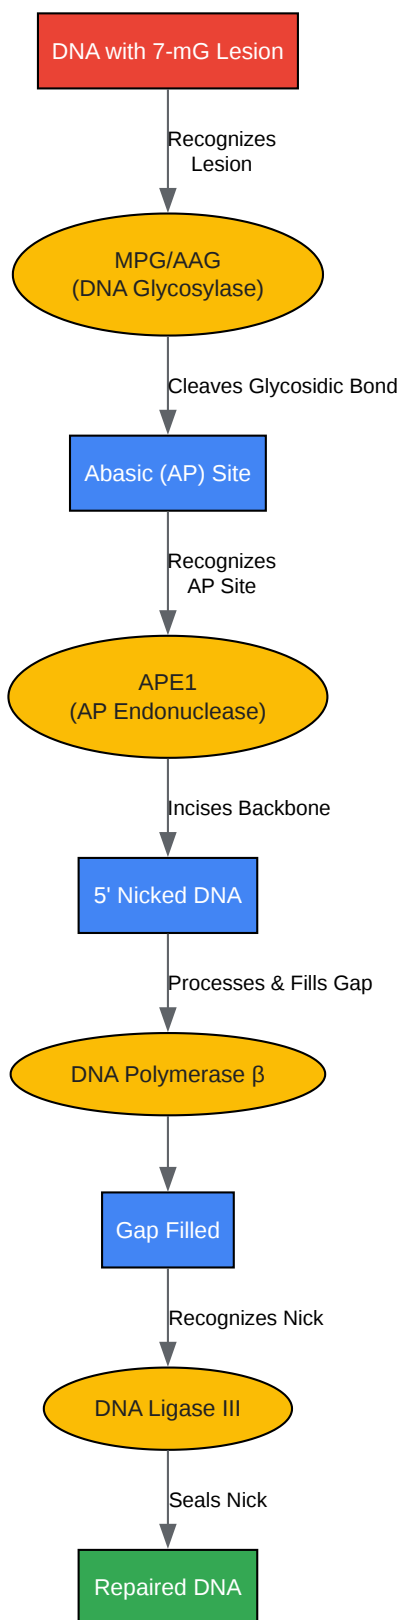 DNA with 7-mG Lesion
Recognizes
Lesion
MPG/AAG
(DNA Glycosylase)
Cleaves Glycosidic Bond
Abasic (AP) Site
Recognizes
AP Site
APE1
(AP Endonuclease)
Incises Backbone
5' Nicked DNA
Processes & Fills Gap
DNA Polymerase β
Gap Filled
Recognizes Nick
DNA Ligase III
Seals Nick
Repaired DNA